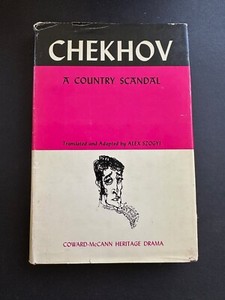 CHEKHOV
A COUNTRY SCANDAL
Translated and Adapted by ALEX SZOGYI
COWARD-McCANN HERITAGE DRAMA